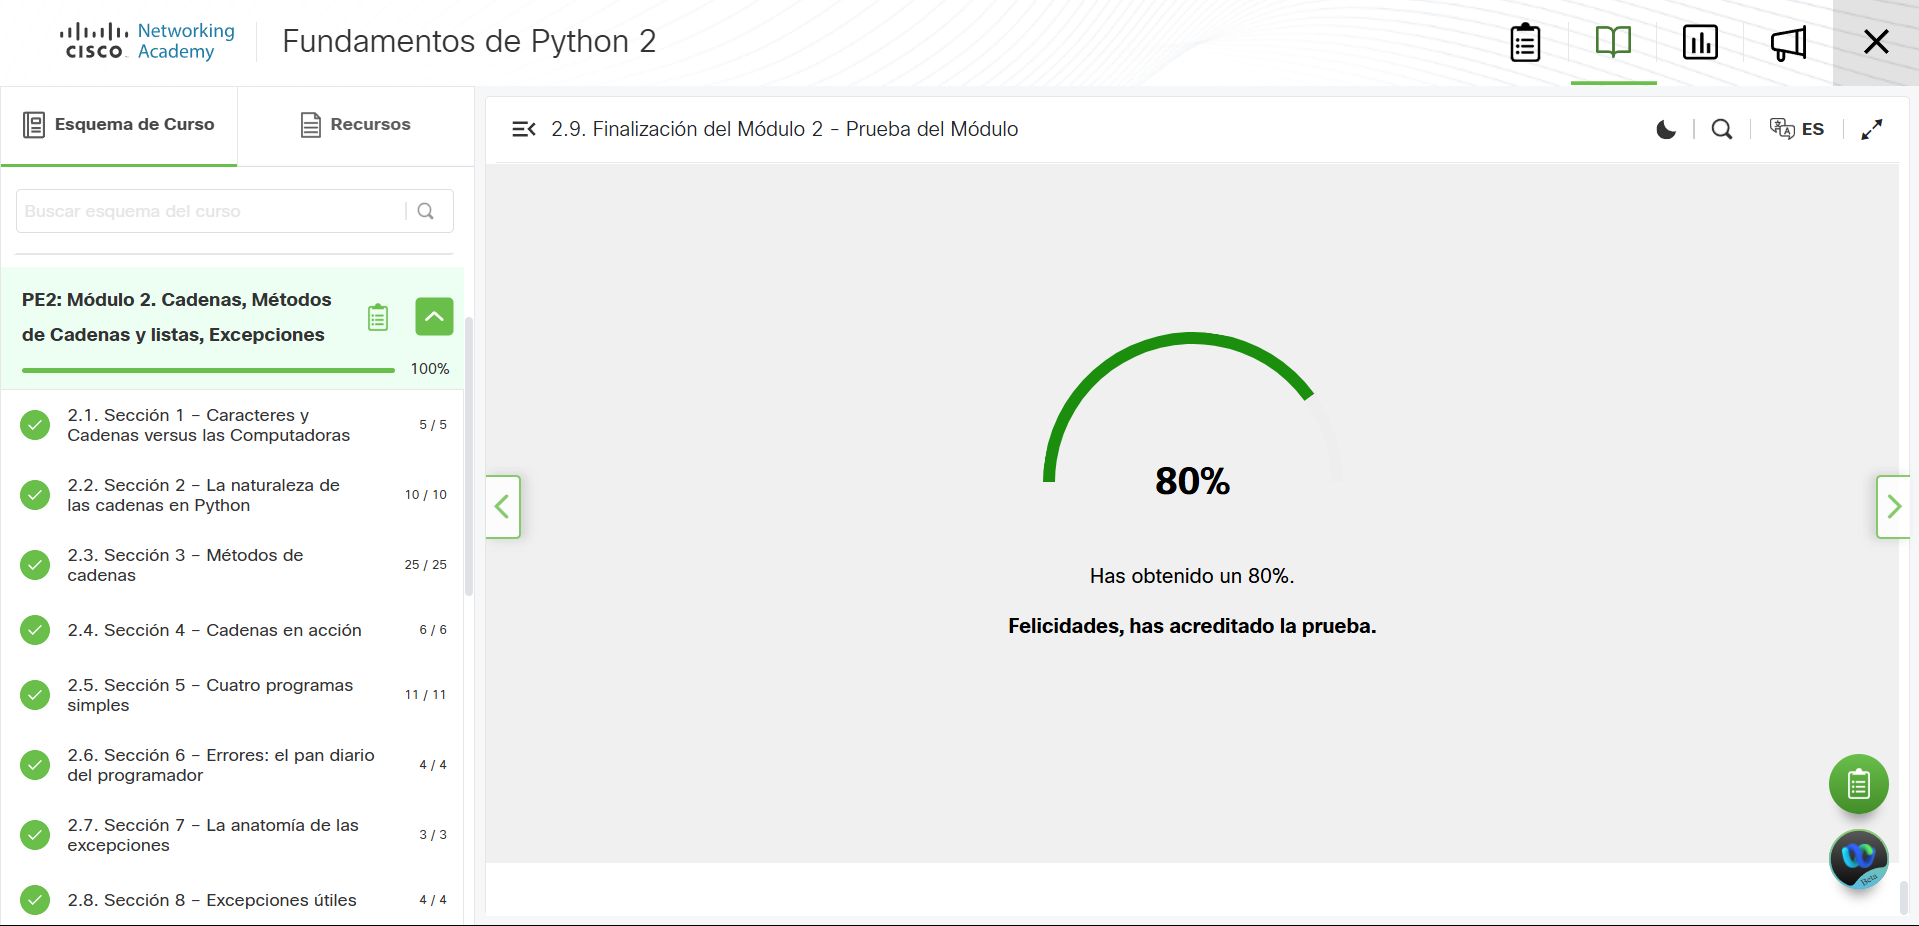 CISCO
Networking
Academy
Fundamentos de Python 2
Esquema de Curso
Recursos
Buscar esquema del curso
PE2: Módulo 2. Cadenas, Métodos
de Cadenas y listas, Excepciones
100%
2.1. Sección 1 – Caracteres y
Cadenas versus las Computadoras
5 / 5
2.2. Sección 2 – La naturaleza de
las cadenas en Python
10 / 10
2.3. Sección 3 – Métodos de
cadenas
25 / 25
2.4. Sección 4 – Cadenas en acción
6 / 6
2.5. Sección 5 – Cuatro programas
simples
11 / 11
2.6. Sección 6 – Errores: el pan diario
del programador
4 / 4
2.7. Sección 7 – La anatomía de las
excepciones
3 / 3
2.8. Sección 8 – Excepciones útiles
4 / 4
2.9. Finalización del Módulo 2 - Prueba del Módulo
ES
80%
Has obtenido un 80%.
Felicidades, has acreditado la prueba.
Beta